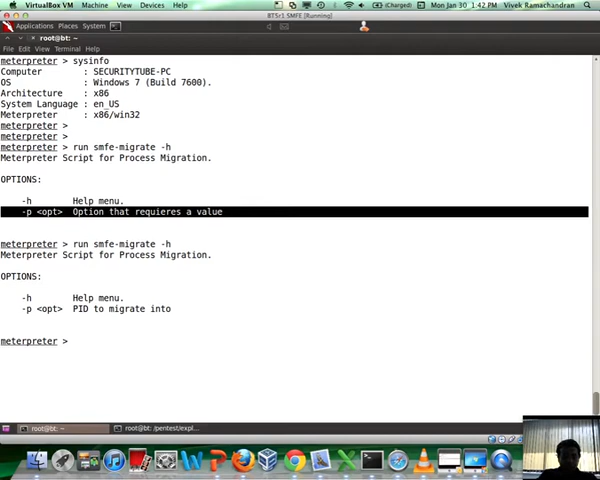 VirtualBox VM Machine View Devices Help (Charged) Mon Jan 30 1:42 PM Vivek Ramachandran
BT5r1 SMFE [Running]
Applications Places System
root@bt: ~
File Edit View Terminal Help
meterpreter > sysinfo
Computer : SECURITYTUBE-PC
OS : Windows 7 (Build 7600).
Architecture : x86
System Language : en_US
Meterpreter : x86/win32
meterpreter >
meterpreter >
meterpreter > run smfe-migrate -h
Meterpreter Script for Process Migration.
OPTIONS:
-h Help menu.
-p <opt> Option that requieres a value
meterpreter > run smfe-migrate -h
Meterpreter Script for Process Migration.
OPTIONS:
-h Help menu.
-p <opt> PID to migrate into
meterpreter >
root@bt: ~ root@bt: /pentest/expl...